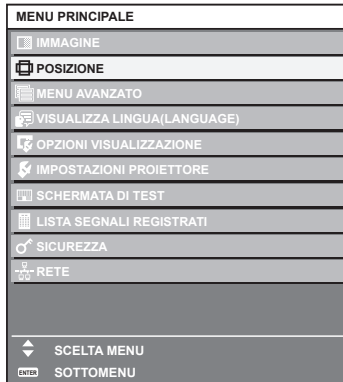 MENU PRINCIPALE
IMMAGINE
POSIZIONE
MENU AVANZATO
VISUALIZZA LINGUA(LANGUAGE)
OPZIONI VISUALIZZAZIONE
IMPOSTAZIONI PROIETTORE
SCHERMATA DI TEST
LISTA SEGNALI REGISTRATI
SICUREZZA
RETE
SCELTA MENU
ENTER SOTTOMENU